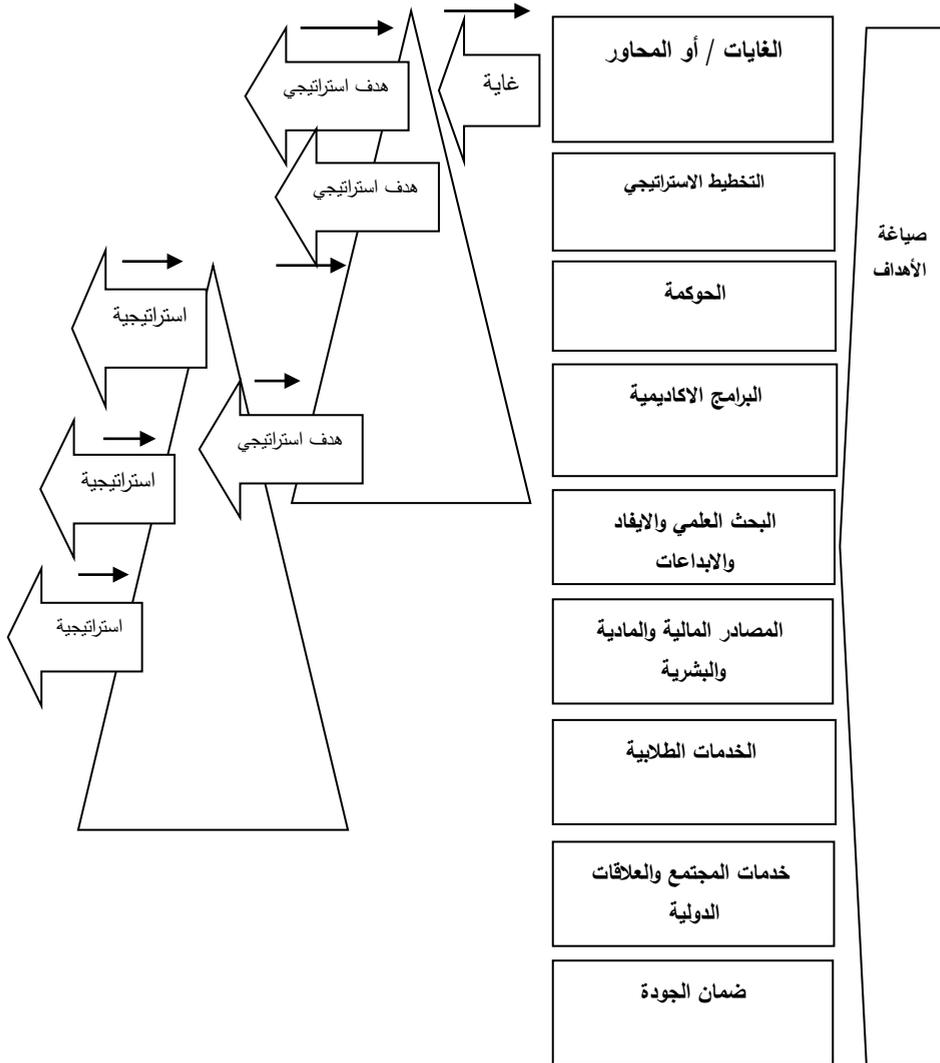 صياغة
الأهداف
الغايات / أو المحاور
التخطيط الاستراتيجي
الحوكمة
البرامج الاكاديمية
البحث العلمي والايفاد
والابداعات
المصادر المالية والمادية
والبشرية
الخدمات الطلابية
خدمات المجتمع والعلاقات
الدولية
ضمان الجودة
غاية
هدف استراتيجي
هدف استراتيجي
هدف استراتيجي
استراتيجية
استراتيجية
استراتيجية